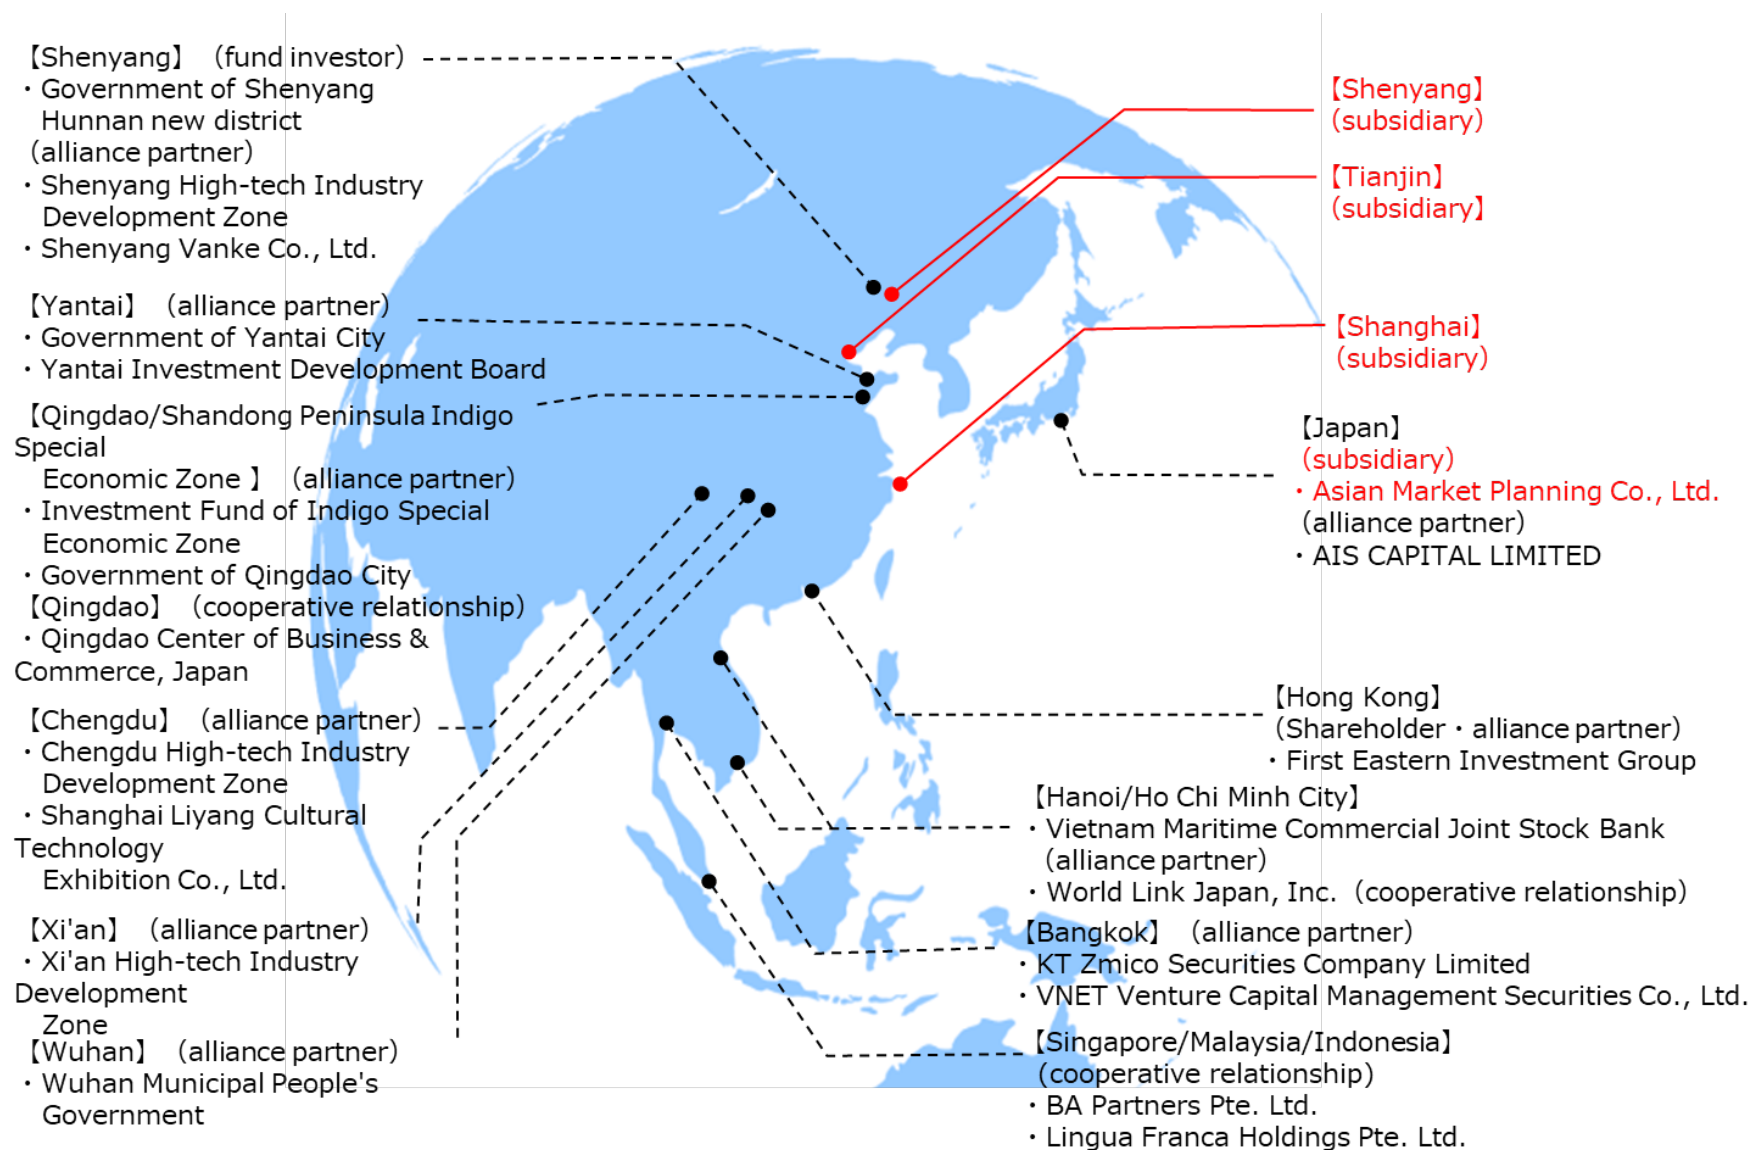 【Shenyang】（fund investor）
・Government of Shenyang
Hunnan new district
（alliance partner）
・Shenyang High-tech Industry
Development Zone
・Shenyang Vanke Co., Ltd.
【Yantai】（alliance partner）
・Government of Yantai City
・Yantai Investment Development Board
【Qingdao/Shandong Peninsula Indigo
Special
Economic Zone 】（alliance partner）
・Investment Fund of Indigo Special
Economic Zone
・Government of Qingdao City
【Qingdao】（cooperative relationship）
・Qingdao Center of Business &
Commerce, Japan
【Chengdu】（alliance partner）
・Chengdu High-tech Industry
Development Zone
・Shanghai Liyang Cultural
Technology
Exhibition Co., Ltd.
【Xi'an】（alliance partner）
・Xi'an High-tech Industry
Development
Zone
【Wuhan】（alliance partner）
・Wuhan Municipal People's
Government
【Shenyang】
（subsidiary）
【Tianjin】
（subsidiary】
【Shanghai】
（subsidiary）
【Japan】
（subsidiary）
・Asian Market Planning Co., Ltd.
（alliance partner）
・AIS CAPITAL LIMITED
【Hong Kong】
（Shareholder・alliance partner）
・First Eastern Investment Group
【Hanoi/Ho Chi Minh City】
・Vietnam Maritime Commercial Joint Stock Bank
（alliance partner）
・World Link Japan, Inc.（cooperative relationship）
【Bangkok】（alliance partner）
・KT Zmico Securities Company Limited
・VNET Venture Capital Management Securities Co., Ltd.
【Singapore/Malaysia/Indonesia】
（cooperative relationship）
・BA Partners Pte. Ltd.
・Lingua Franca Holdings Pte. Ltd.